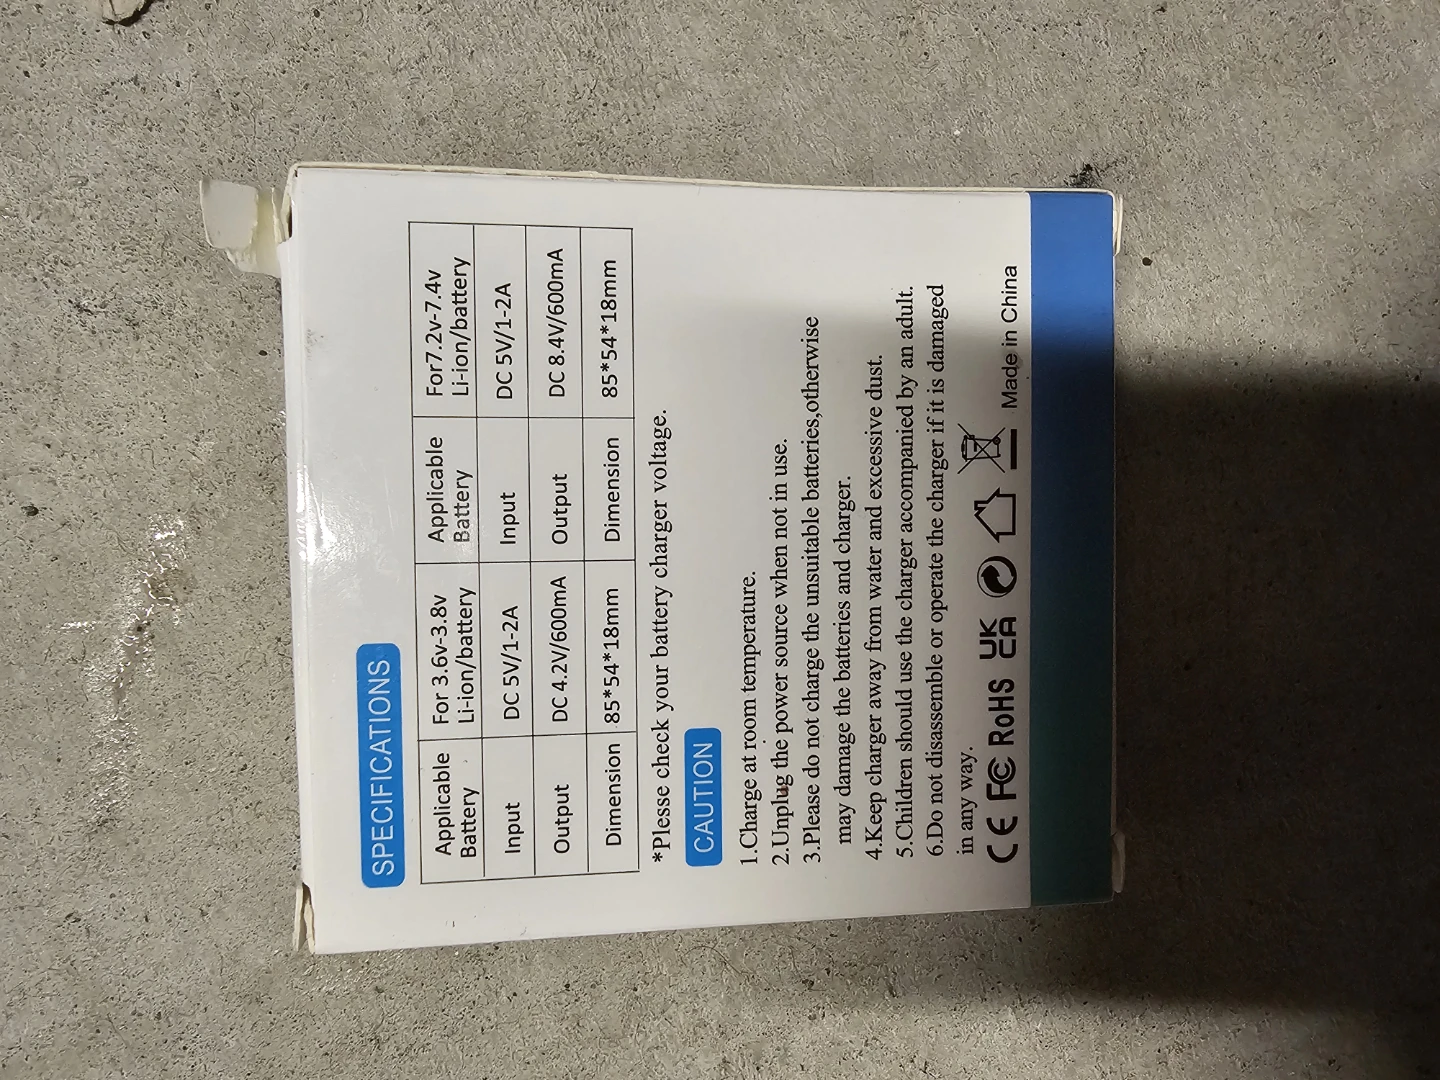 SPECIFICATIONS
Applicable Battery For 3.6v-3.8v Li-ion/battery Applicable Battery For7.2v-7.4v Li-ion/battery
Input DC 5V/1-2A Input DC 5V/1-2A
Output DC 4.2V/600mA Output DC 8.4V/600mA
Dimension 85*54*18mm Dimension 85*54*18mm
*Plesse check your battery charger voltage.
CAUTION
1.Charge at room temperature.
2.Unplug the power source when not in use.
3.Please do not charge the unsuitable batteries,otherwise
may damage the batteries and charger.
4.Keep charger away from water and excessive dust.
5.Children should use the charger accompanied by an adult.
6.Do not disassemble or operate the charger if it is damaged
in any way.
CE FC RoHS UK CA Made in China